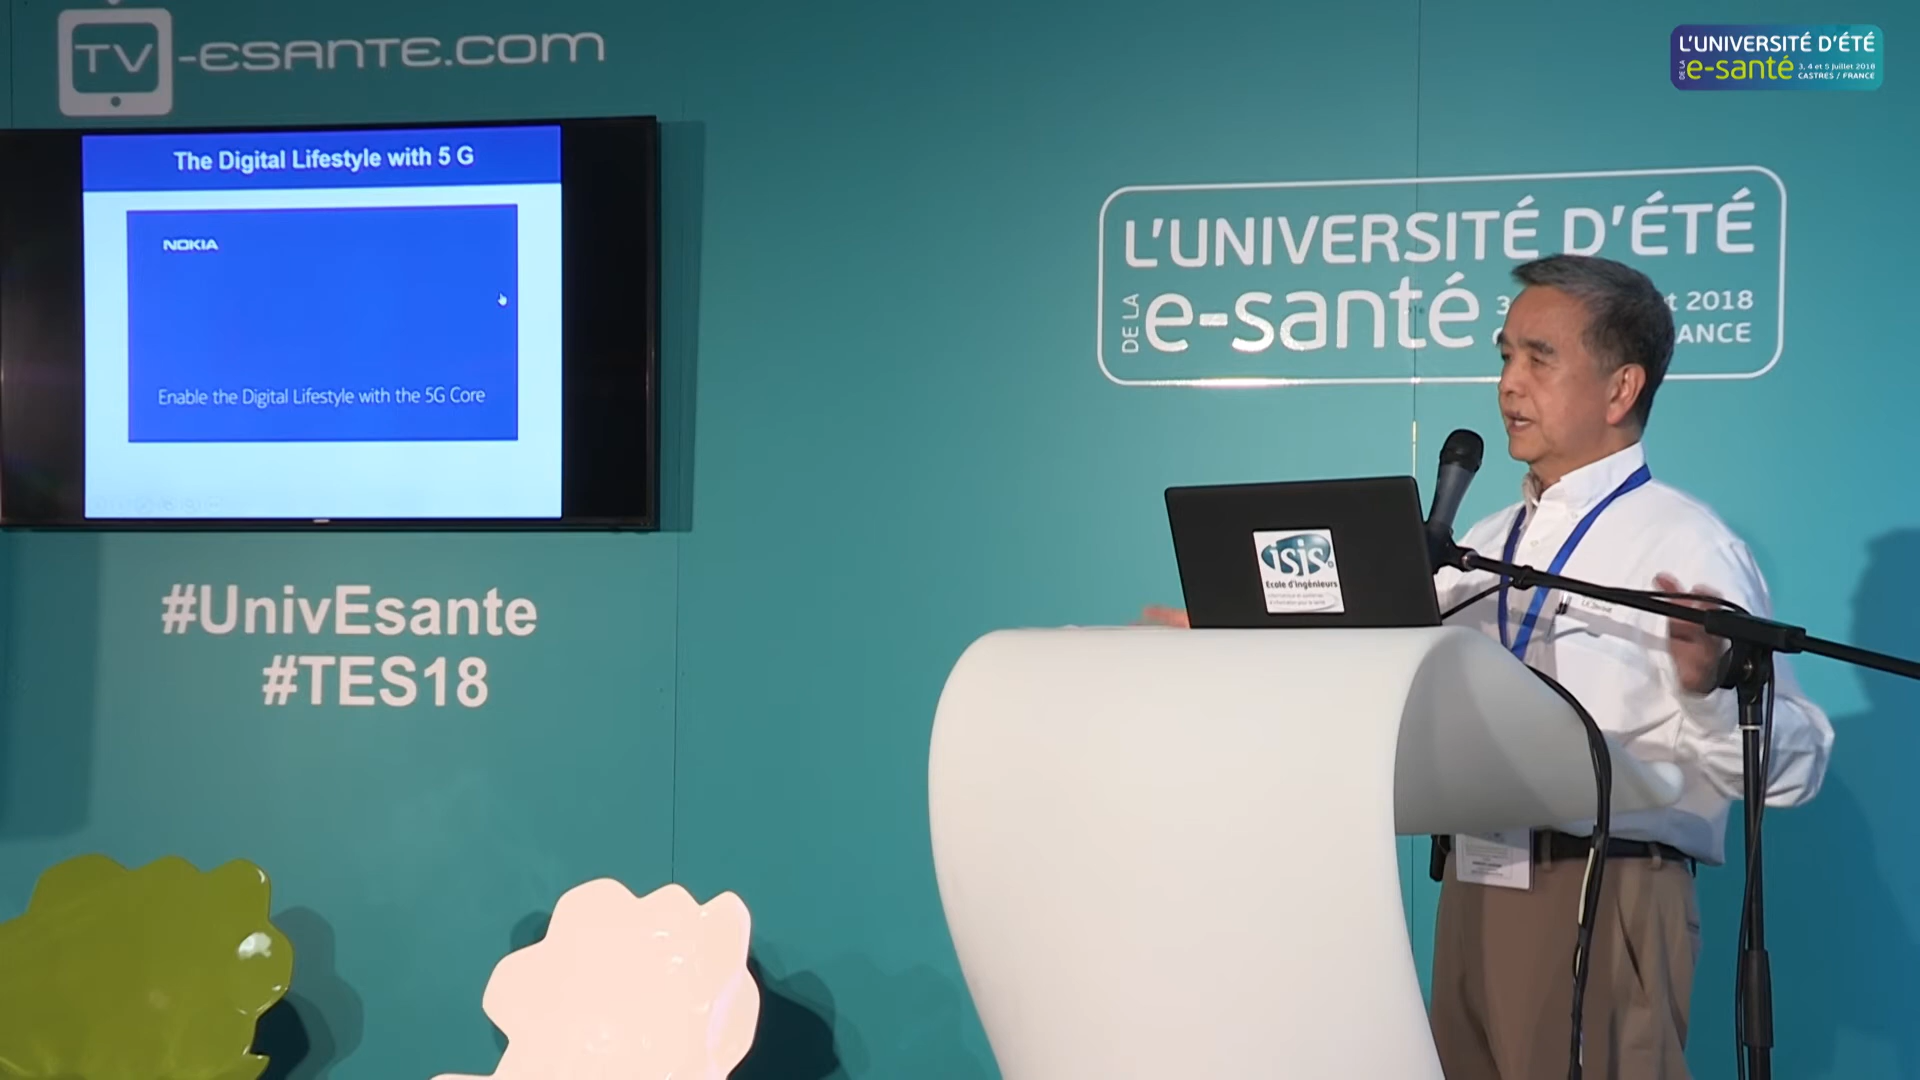 TV-ESANTE.COM
L'UNIVERSITÉ D'ÉTÉ
DE LA e-santé 3, 4 et 5 juillet 2018
CASTRES / FRANCE
The Digital Lifestyle with 5 G
NOKIA
Enable the Digital Lifestyle with the 5G Core
L'UNIVERSITÉ D'ÉTÉ
DE LA e-santé 3 t 2018
ANCE
isis
Ecole d'ingénieurs
#UnivEsante
#TES18